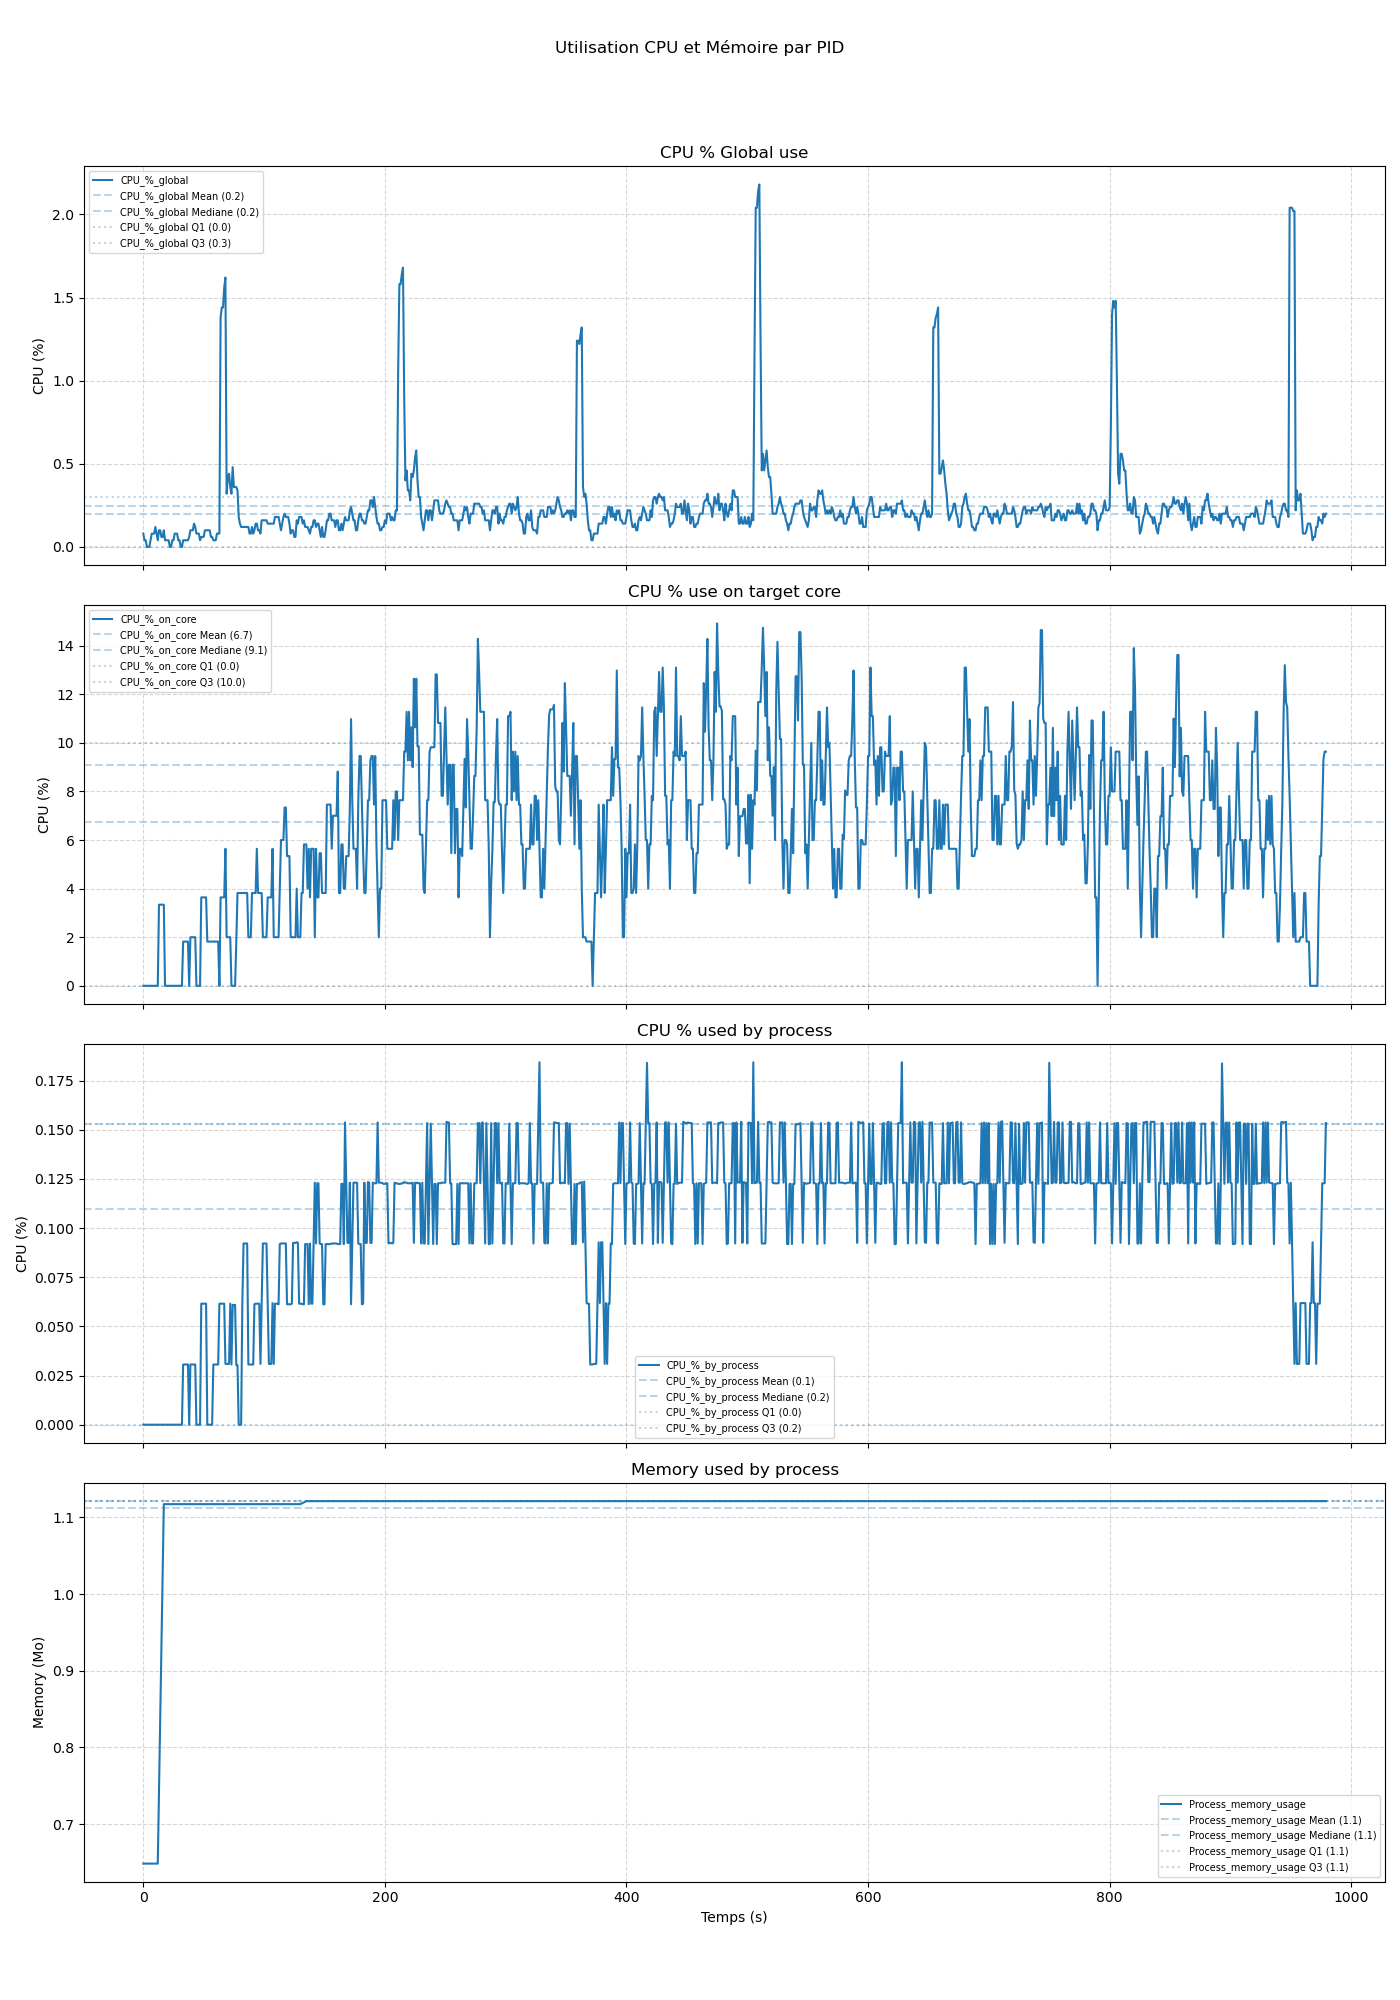 Utilisation CPU et Mémoire par PID
CPU % Global use
CPU_%_global
CPU_%_global Mean (0.2)
CPU_%_global Mediane (0.2)
CPU_%_global Q1 (0.0)
CPU_%_global Q3 (0.3)
2.0
1.5
1.0
0.5
0.0
CPU (%)
CPU % use on target core
CPU_%_on_core
CPU_%_on_core Mean (6.7)
CPU_%_on_core Mediane (9.1)
CPU_%_on_core Q1 (0.0)
CPU_%_on_core Q3 (10.0)
14
12
10
8
6
4
2
0
CPU (%)
CPU % used by process
0.175
0.150
0.125
0.100
0.075
0.050
0.025
0.000
CPU (%)
CPU_%_by_process
CPU_%_by_process Mean (0.1)
CPU_%_by_process Mediane (0.2)
CPU_%_by_process Q1 (0.0)
CPU_%_by_process Q3 (0.2)
Memory used by process
1.1
1.0
0.9
0.8
0.7
Memory (Mo)
Process_memory_usage
Process_memory_usage Mean (1.1)
Process_memory_usage Mediane (1.1)
Process_memory_usage Q1 (1.1)
Process_memory_usage Q3 (1.1)
0 200 400 600 800 1000
Temps (s)